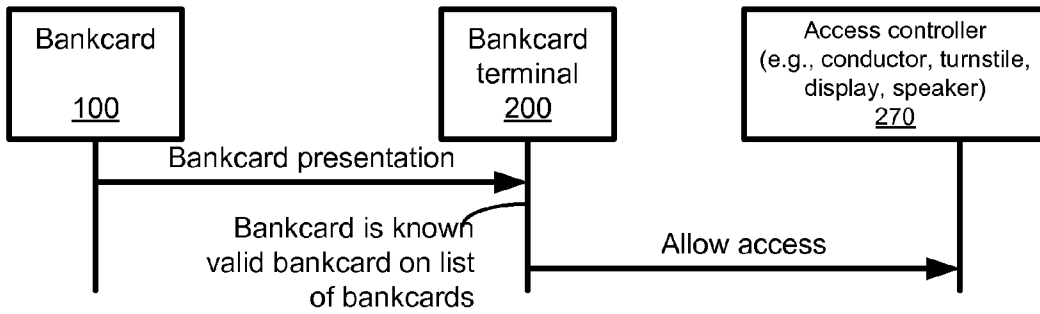 Bankcard
100
Bankcard
terminal
200
Access controller
(e.g., conductor, turnstile,
display, speaker)
270
Bankcard presentation
Bankcard is known
valid bankcard on list
of bankcards
Allow access